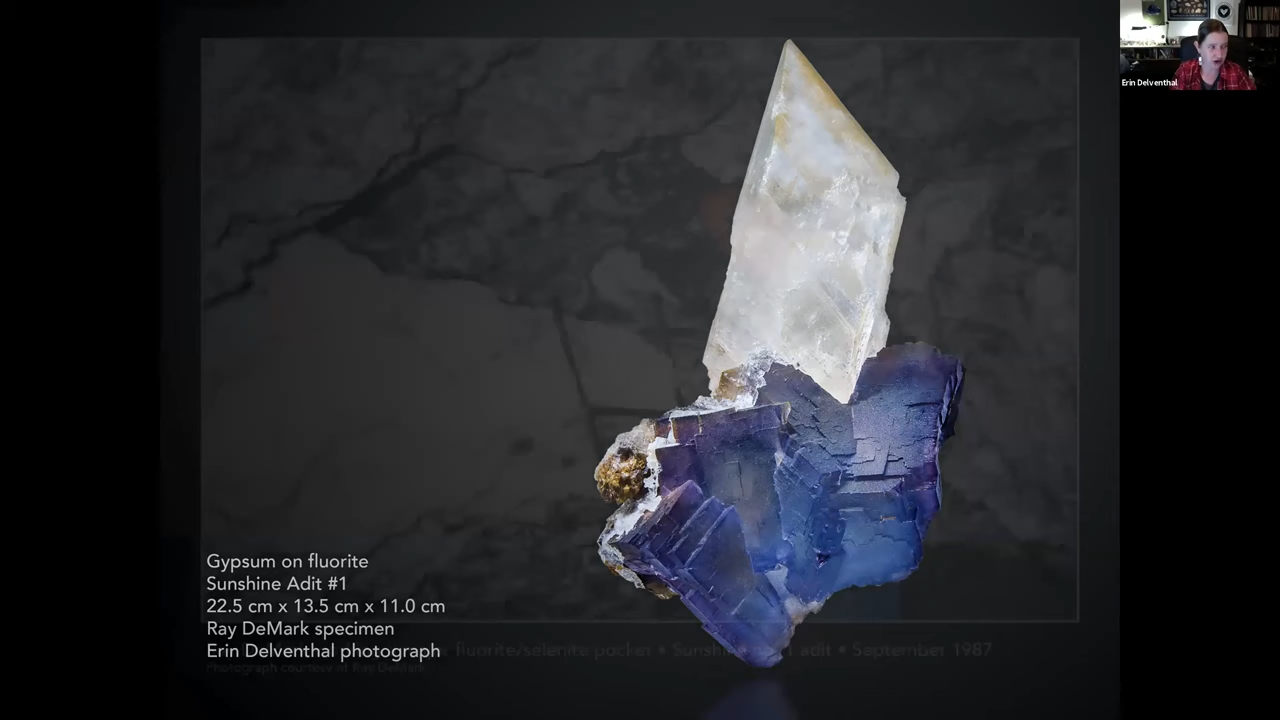 Erin Delventhal
Gypsum on fluorite
Sunshine Adit #1
22.5 cm x 13.5 cm x 11.0 cm
Ray DeMark specimen
Erin Delventhal photograph
fluorite/selenite pocket • Sunshine #1 adit • September 1987
Photograph courtesy of Ray DeMark